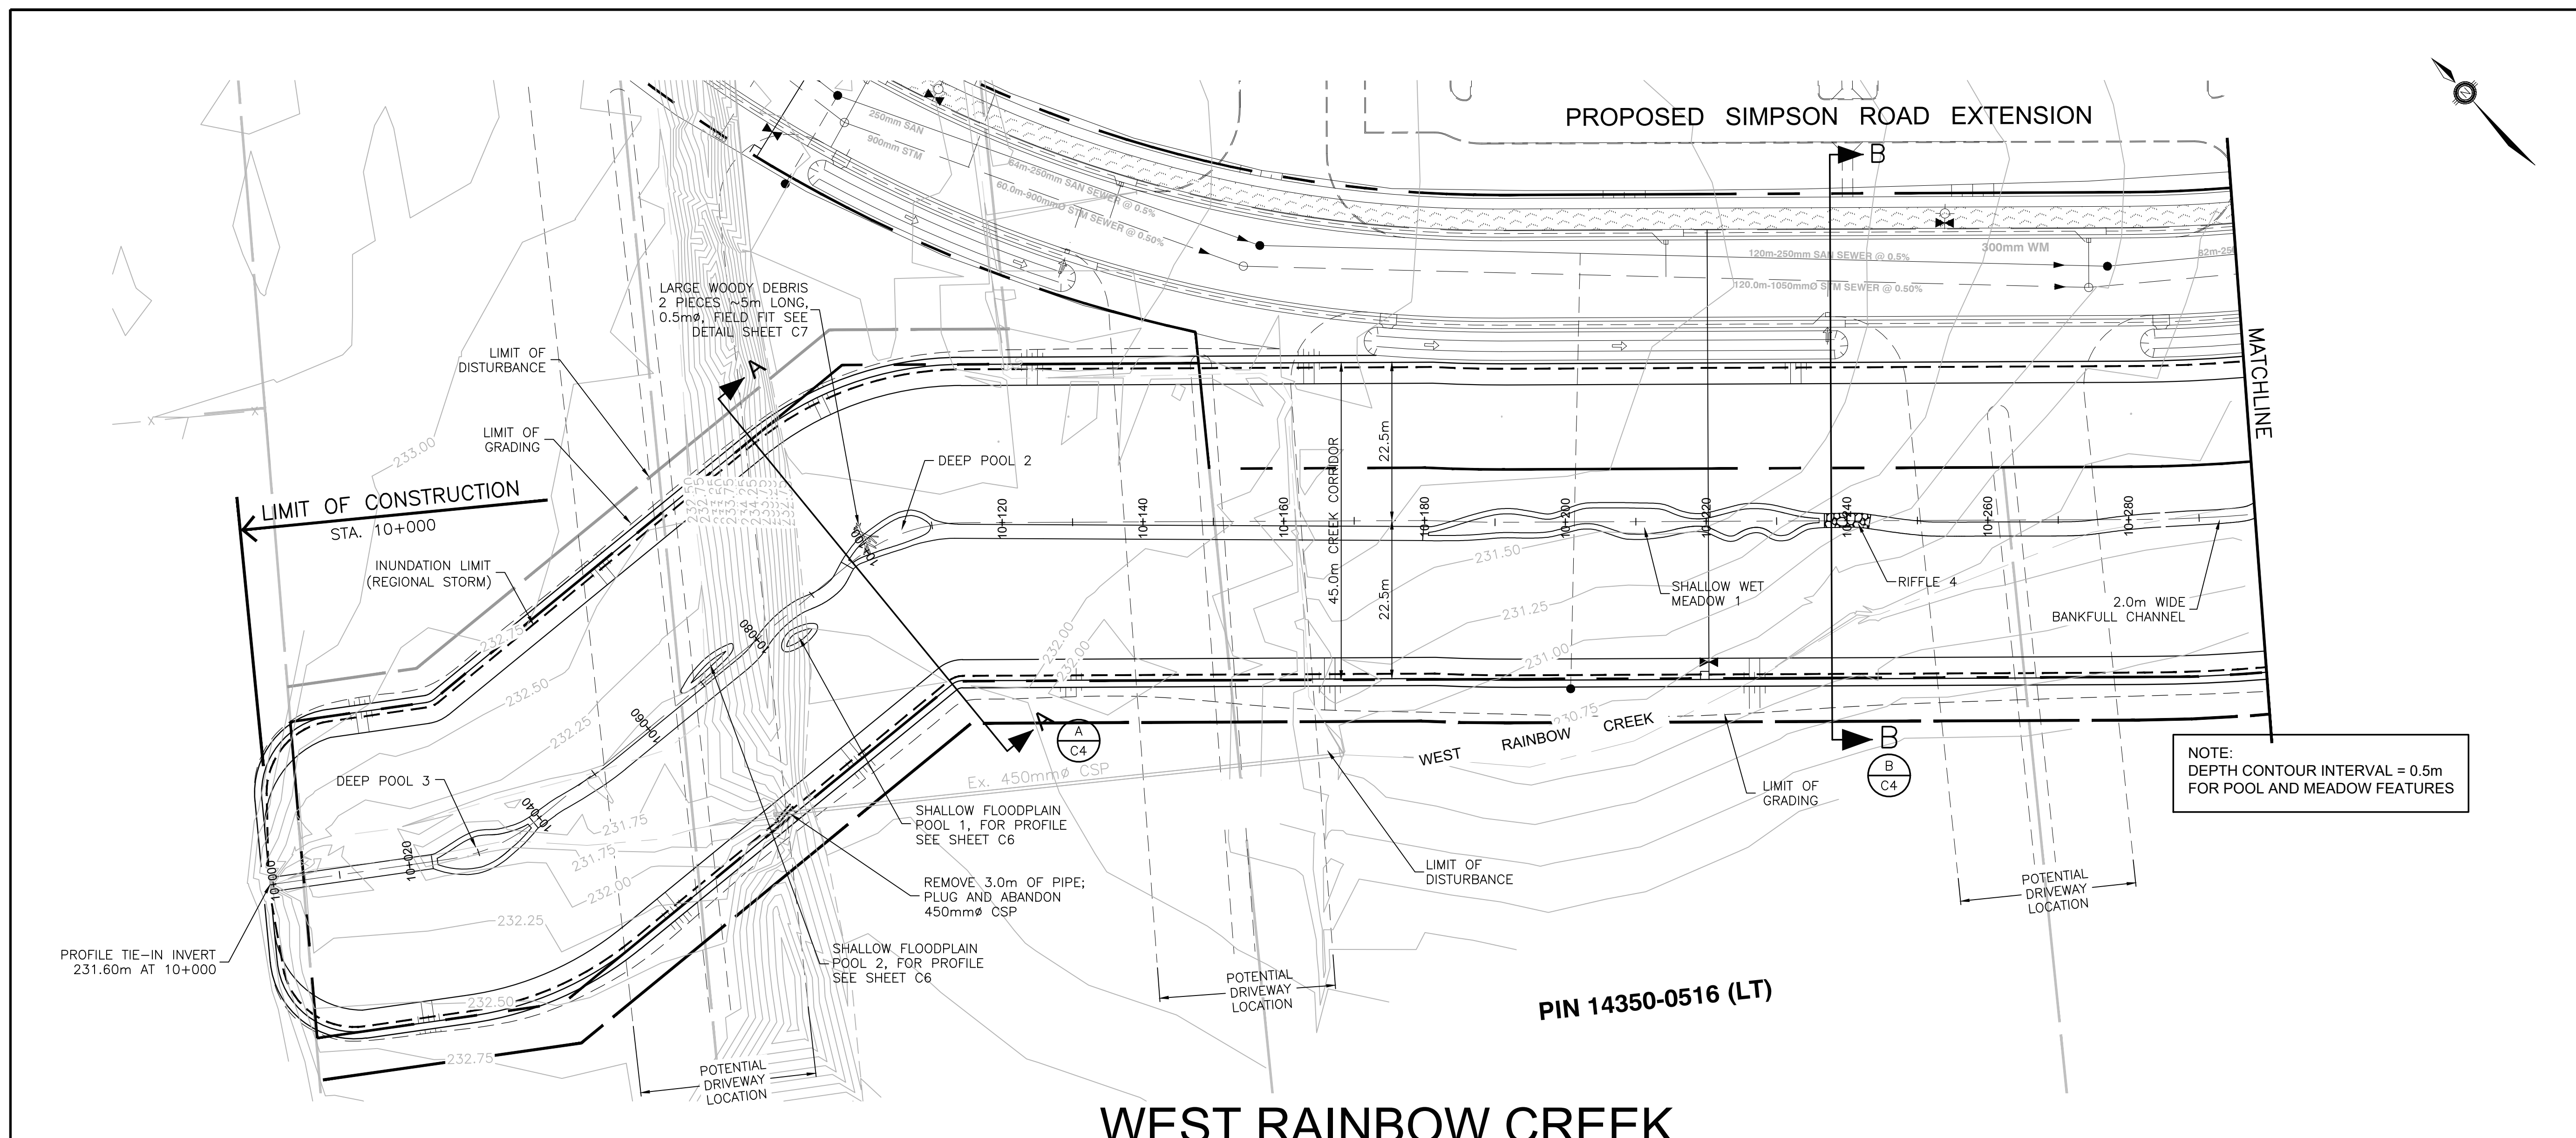 PROPOSED SIMPSON ROAD EXTENSION
N
250mm SAN
900mm STM
64m-250mm SAN SEWER @ 0.5%
60.0m-900mmØ STM SEWER @ 0.50%
120m-250mm SAN SEWER @ 0.5%
300mm WM
120.0m-1050mmØ STM SEWER @ 0.50%
B
MATCHLINE
LARGE WOODY DEBRIS
2 PIECES ~5m LONG,
0.5mø, FIELD FIT SEE
DETAIL SHEET C7
LIMIT OF
DISTURBANCE
LIMIT OF
GRADING
A
233.00
LIMIT OF CONSTRUCTION
STA. 10+000
INUNDATION LIMIT
(REGIONAL STORM)
DEEP POOL 2
232.75
232.50
232.25
10+120
10+140
10+160
10+180
10+200
10+220
10+240
10+260
10+280
45.0m CREEK CORRIDOR
22.5m
22.5m
231.50
231.25
231.00
230.75
232.00
232.00
SHALLOW WET
MEADOW 1
RIFFLE 4
2.0m WIDE
BANKFULL CHANNEL
10+080
10+060
10+040
10+020
10+000
DEEP POOL 3
231.75
231.75
232.00
232.25
232.50
232.75
A
A
C4
Ex. 450mmø CSP
WEST RAINBOW CREEK
B
B
C4
NOTE:
DEPTH CONTOUR INTERVAL = 0.5m
FOR POOL AND MEADOW FEATURES
SHALLOW FLOODPLAIN
POOL 1, FOR PROFILE
SEE SHEET C6
LIMIT OF
GRADING
LIMIT OF
DISTURBANCE
REMOVE 3.0m OF PIPE;
PLUG AND ABANDON
450mmø CSP
POTENTIAL
DRIVEWAY
LOCATION
PROFILE TIE-IN INVERT
231.60m AT 10+000
SHALLOW FLOODPLAIN
POOL 2, FOR PROFILE
SEE SHEET C6
POTENTIAL
DRIVEWAY
LOCATION
PIN 14350-0516 (LT)
POTENTIAL
DRIVEWAY
LOCATION
WEST RAINBOW CREEK